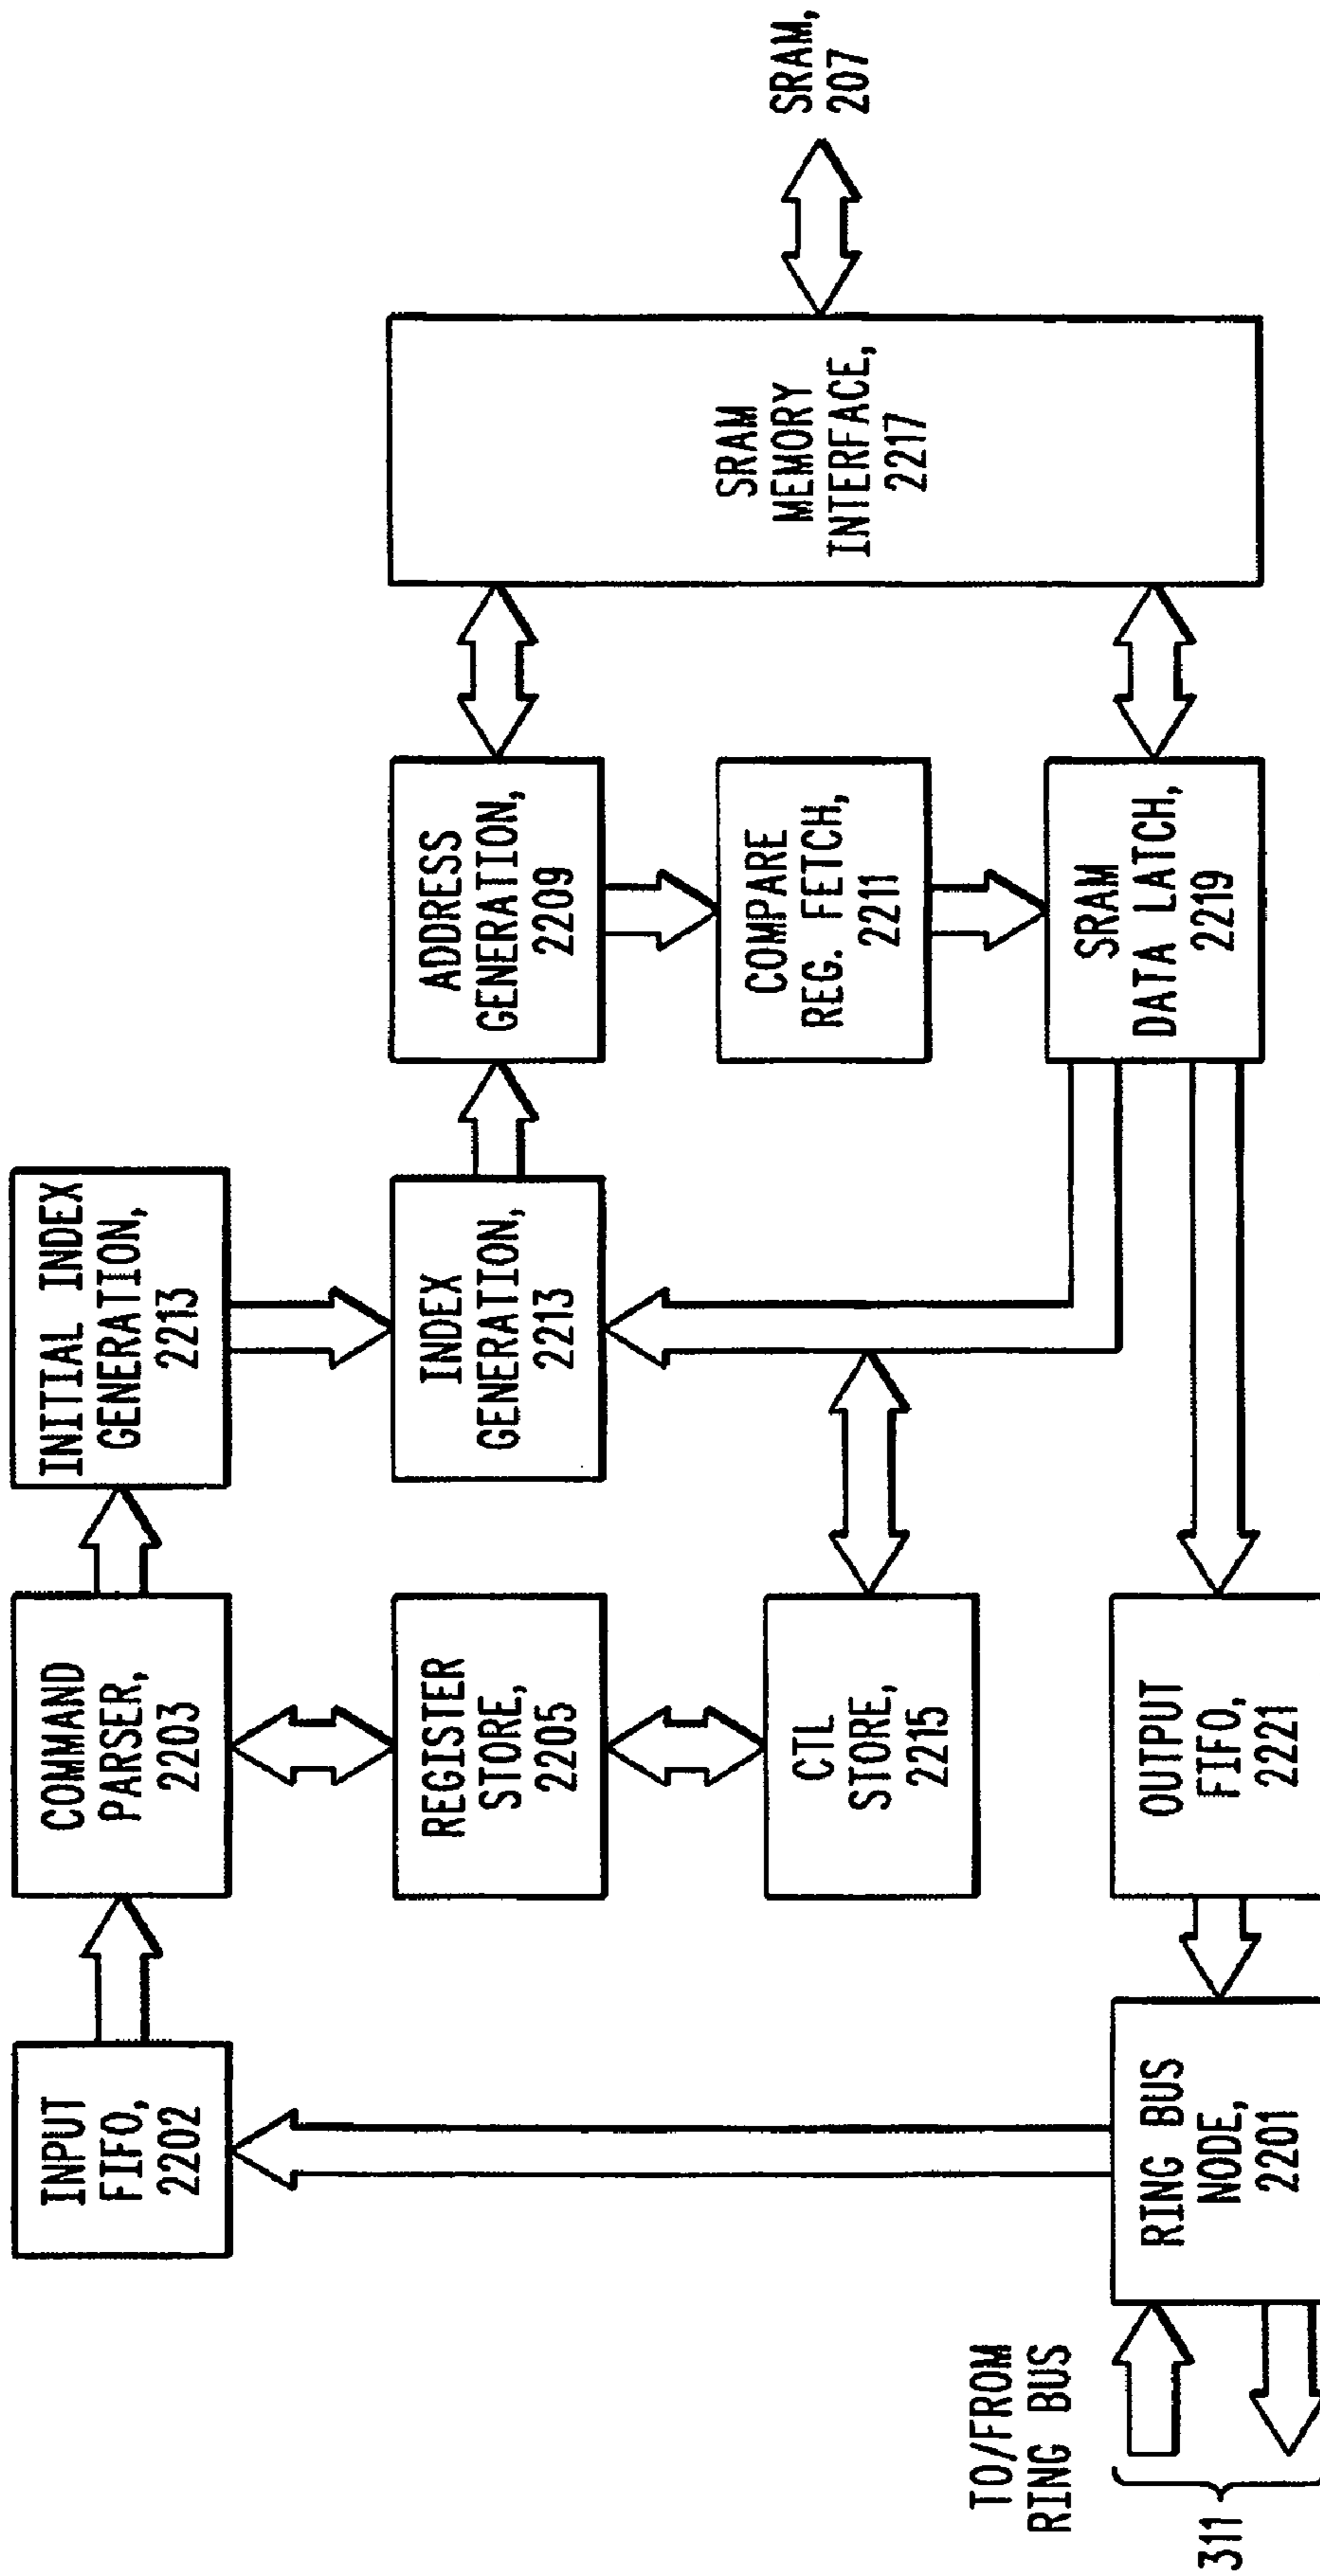 INPUT
FIFO,
2202
COMMAND
PARSER,
2203
INITIAL INDEX
GENERATION,
2213
REGISTER
STORE,
2205
INDEX
GENERATION,
2213
ADDRESS
GENERATION,
2209
SRAM
MEMORY
INTERFACE,
2217
SRAM,
207
CTL
STORE,
2215
COMPARE
REG. FETCH,
2211
TO/FROM
RING BUS
311
RING BUS
NODE,
2201
OUTPUT
FIFO,
2221
SRAM
DATA LATCH,
2219